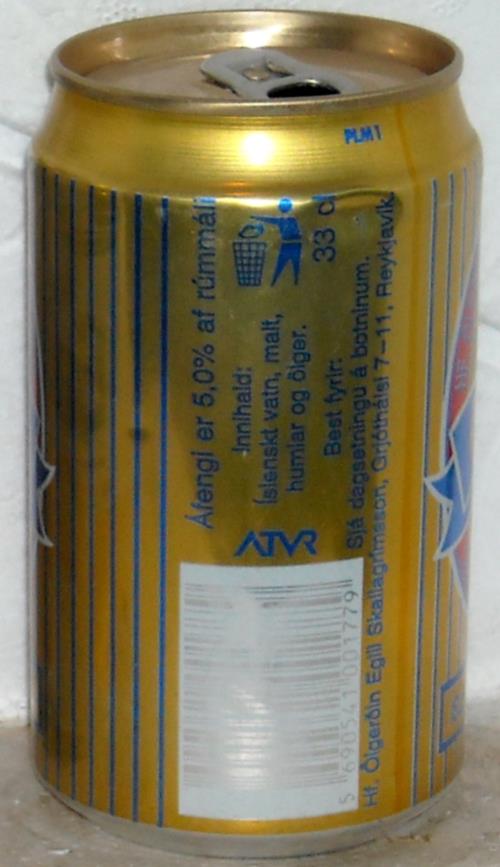 PLM1
Áfengi er 5,0% af rúmmáli
33 cl
Innihald:
Íslenskt vatn, malt,
humlar og ölger.
Best fyrir:
Sjá dagsetningu á botninum.
Hf. Ölgerðin Egill Skallagrímsson, Grjóthálsi 7-11, Reykjavík.
ATVR
5 690541 001779